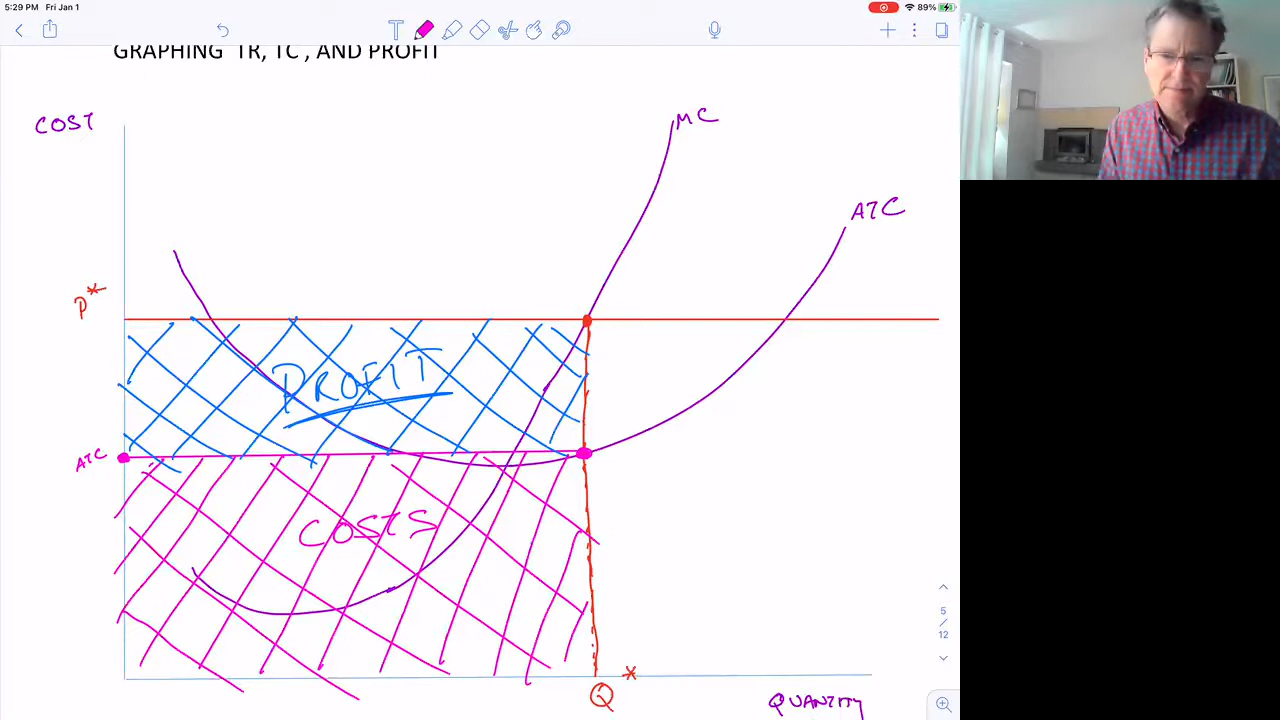 5:29 PM Fri Jan 1
89%
T
GRAPHING TR, TC, AND PROFIT
COST
MC
ATC
P*
PROFIT
ATC
COSTS
5
/
12
Q*
QUANTITY